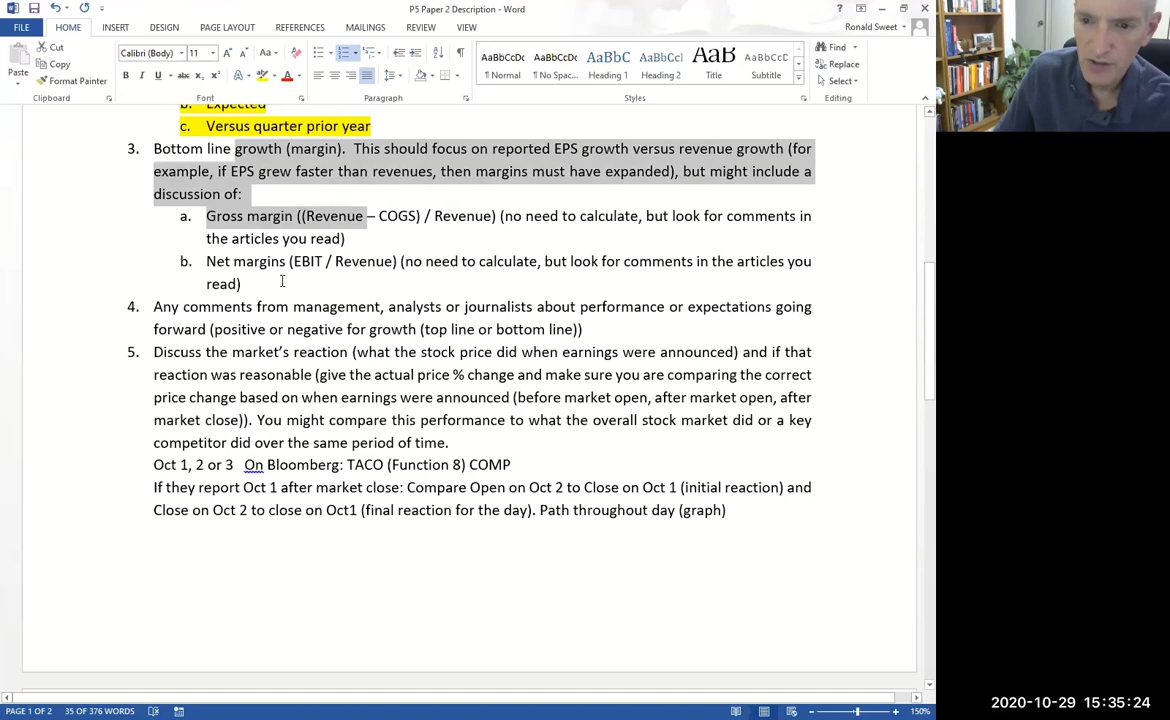 P5 Paper 2 Description - Word
FILE HOME INSERT DESIGN PAGE LAYOUT REFERENCES MAILINGS REVIEW VIEW Ronald Sweet
Cut
Copy
Format Painter
Paste
Clipboard
Calibri (Body) 11
Font
Paragraph
AaBbCcDc AaBbCcDc AaBbC AaBbCcI AaB AaBbCcDc
¶ Normal ¶ No Spac... Heading 1 Heading 2 Title Subtitle
Styles
Find
Replace
Select
Editing
b. Expected
c. Versus quarter prior year
3. Bottom line growth (margin). This should focus on reported EPS growth versus revenue growth (for
example, if EPS grew faster than revenues, then margins must have expanded), but might include a
discussion of:
a. Gross margin ((Revenue – COGS) / Revenue) (no need to calculate, but look for comments in
the articles you read)
b. Net margins (EBIT / Revenue) (no need to calculate, but look for comments in the articles you
read)
4. Any comments from management, analysts or journalists about performance or expectations going
forward (positive or negative for growth (top line or bottom line))
5. Discuss the market's reaction (what the stock price did when earnings were announced) and if that
reaction was reasonable (give the actual price % change and make sure you are comparing the correct
price change based on when earnings were announced (before market open, after market open, after
market close)). You might compare this performance to what the overall stock market did or a key
competitor did over the same period of time.
Oct 1, 2 or 3 On Bloomberg: TACO (Function 8) COMP
If they report Oct 1 after market close: Compare Open on Oct 2 to Close on Oct 1 (initial reaction) and
Close on Oct 2 to close on Oct1 (final reaction for the day). Path throughout day (graph)
PAGE 1 OF 2 35 OF 376 WORDS 150%
2020-10-29 15:35:24